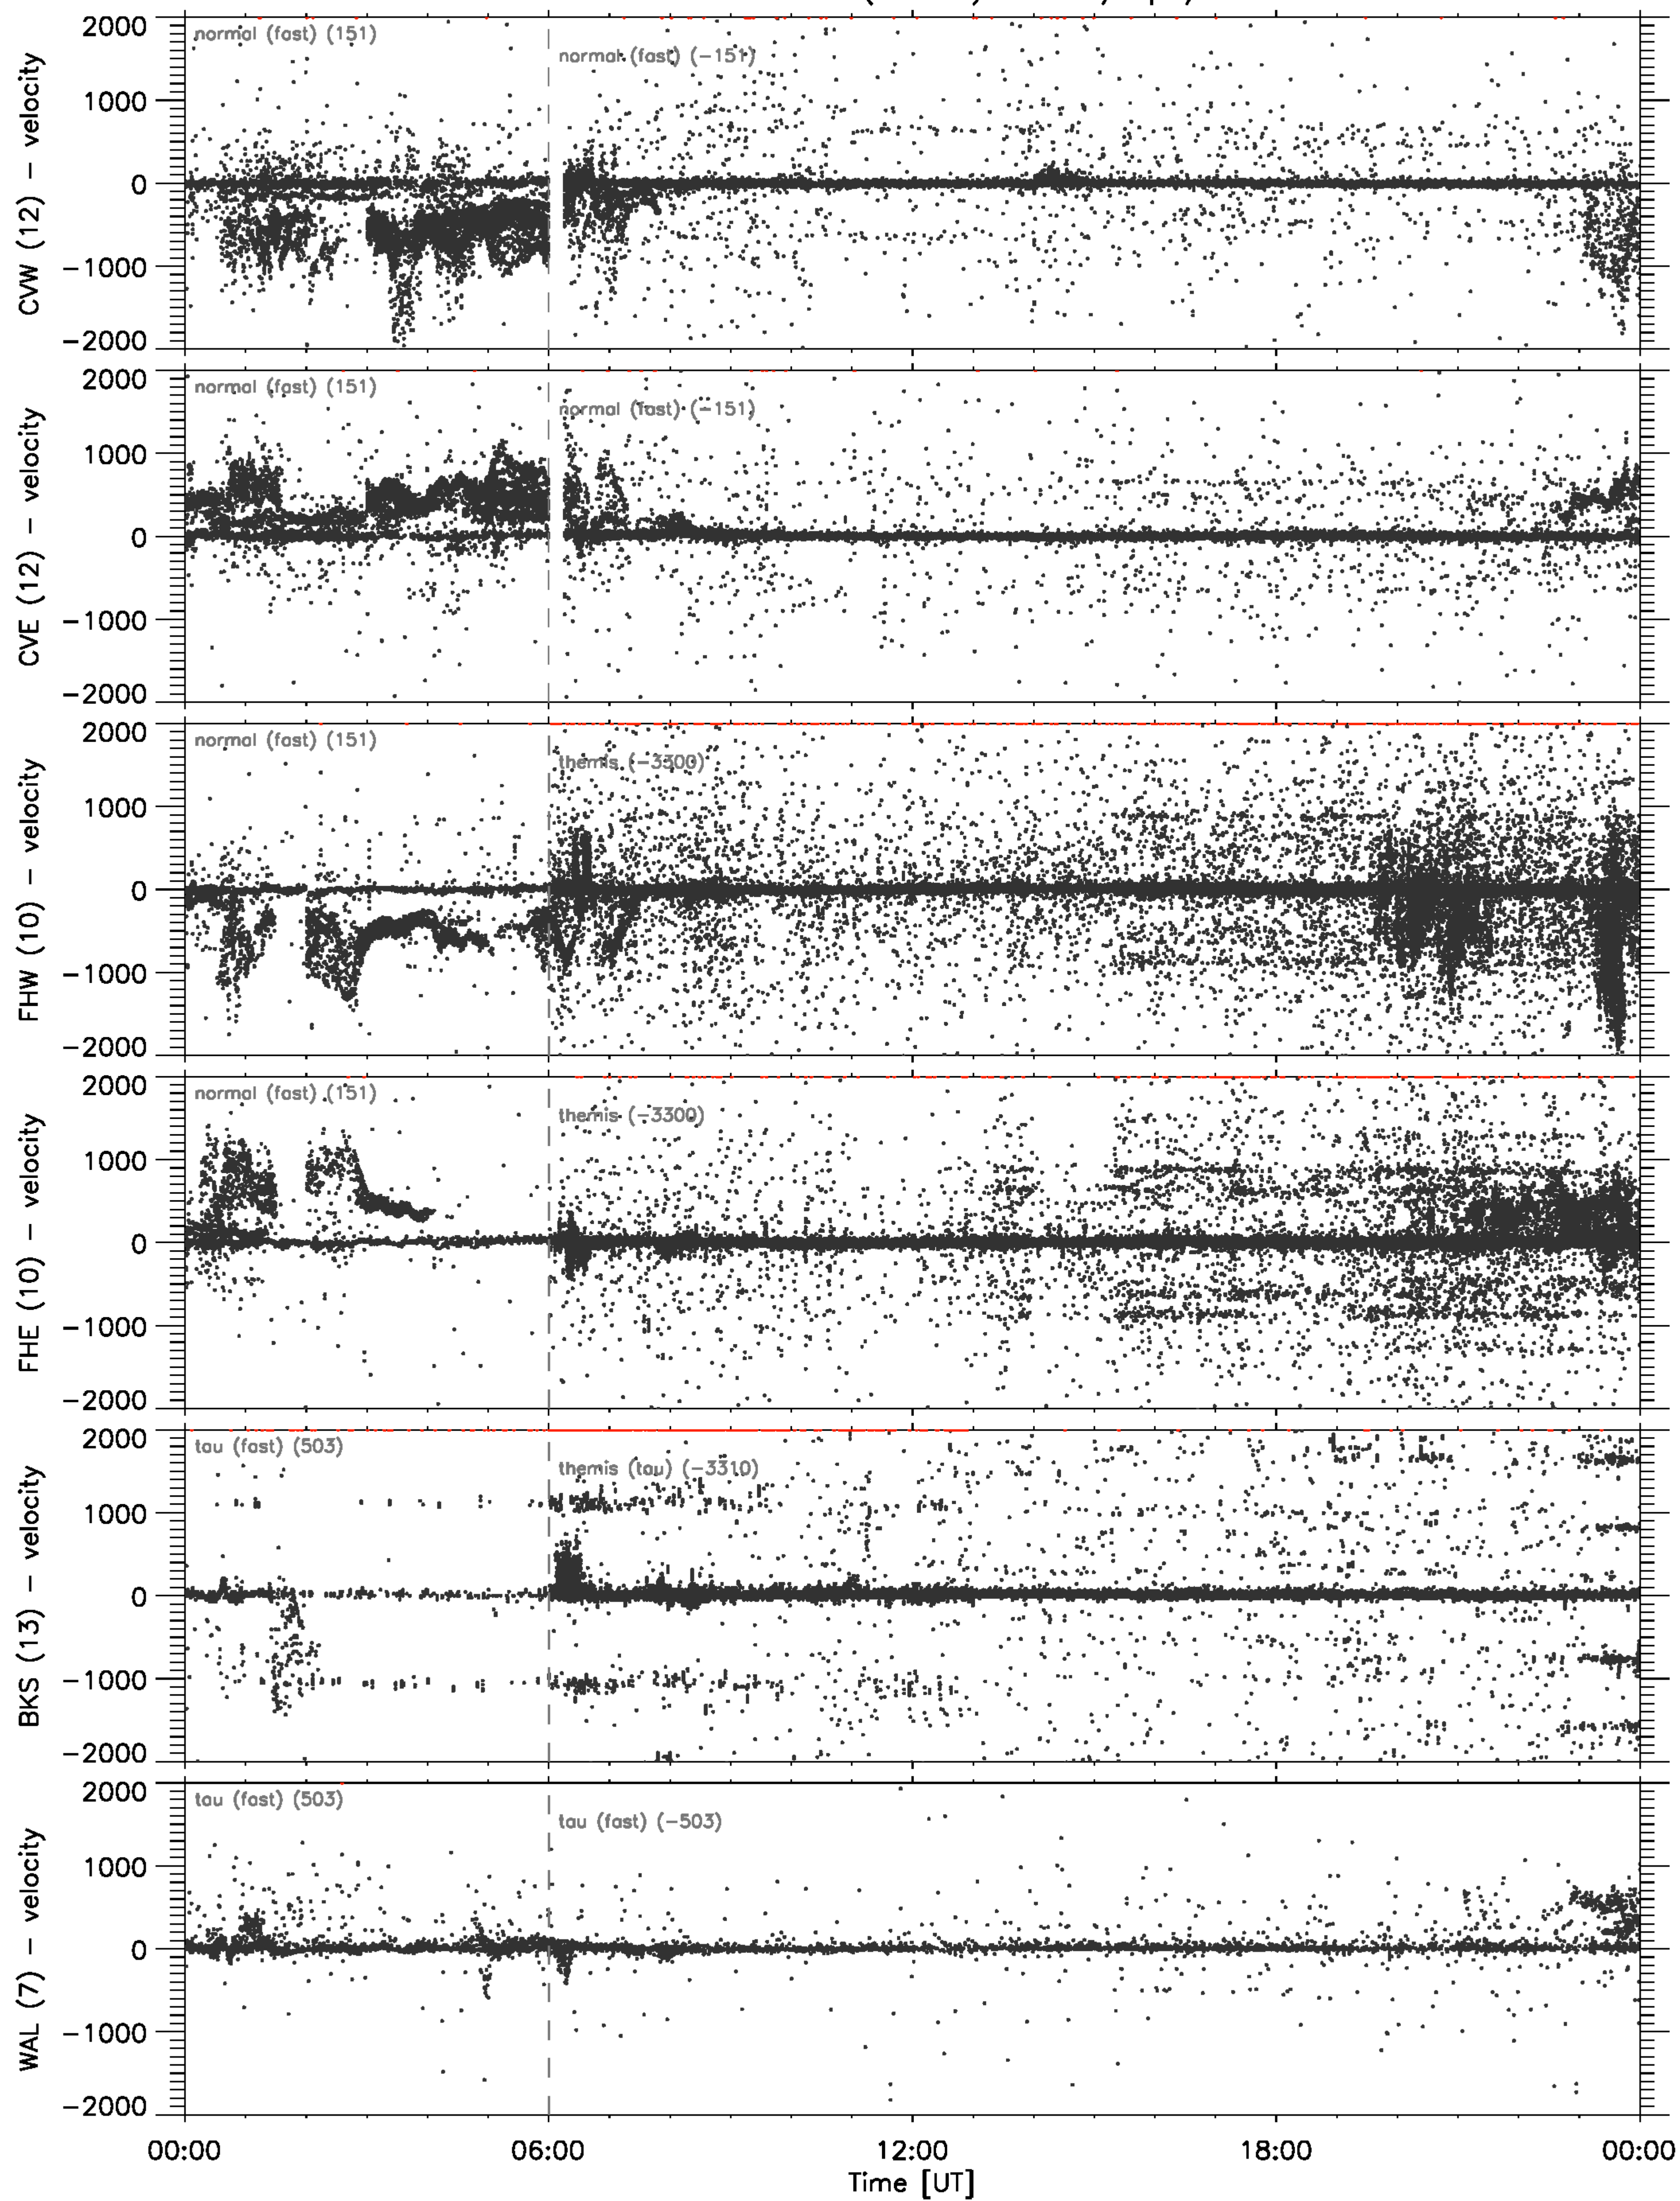 CVW (12) – velocity
2000
1000
0
−1000
−2000
normal (fast) (151)
normal (fast) (−151)
CVE (12) – velocity
2000
1000
0
−1000
−2000
normal (fast) (151)
normal (fast) (−151)
FHW (10) – velocity
2000
1000
0
−1000
−2000
normal (fast) (151)
themis (−3300)
FHE (10) – velocity
2000
1000
0
−1000
−2000
normal (fast) (151)
themis (−3300)
BKS (13) – velocity
2000
1000
0
−1000
−2000
tau (fast) (503)
themis (tau) (−3310)
WAL (7) – velocity
2000
1000
0
−1000
−2000
tau (fast) (503)
tau (fast) (−503)
00:00 06:00 12:00 18:00 00:00
Time [UT]